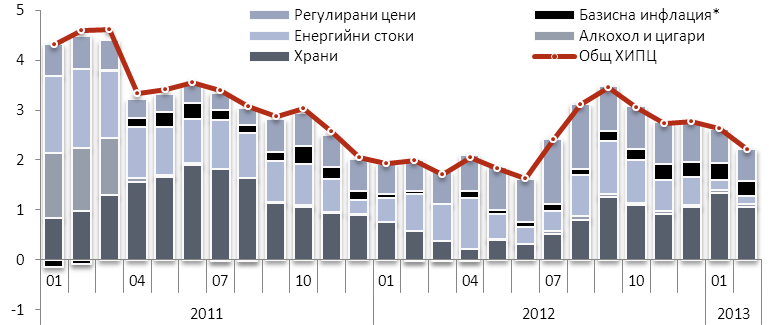 5
4
3
2
1
0
-1
Регулирани цени
Базисна инфлация*
Енергийни стоки
Алкохол и цигари
Храни
Общ ХИПЦ
01 04 07 10 01 04 07 10 01
2011 2012 2013